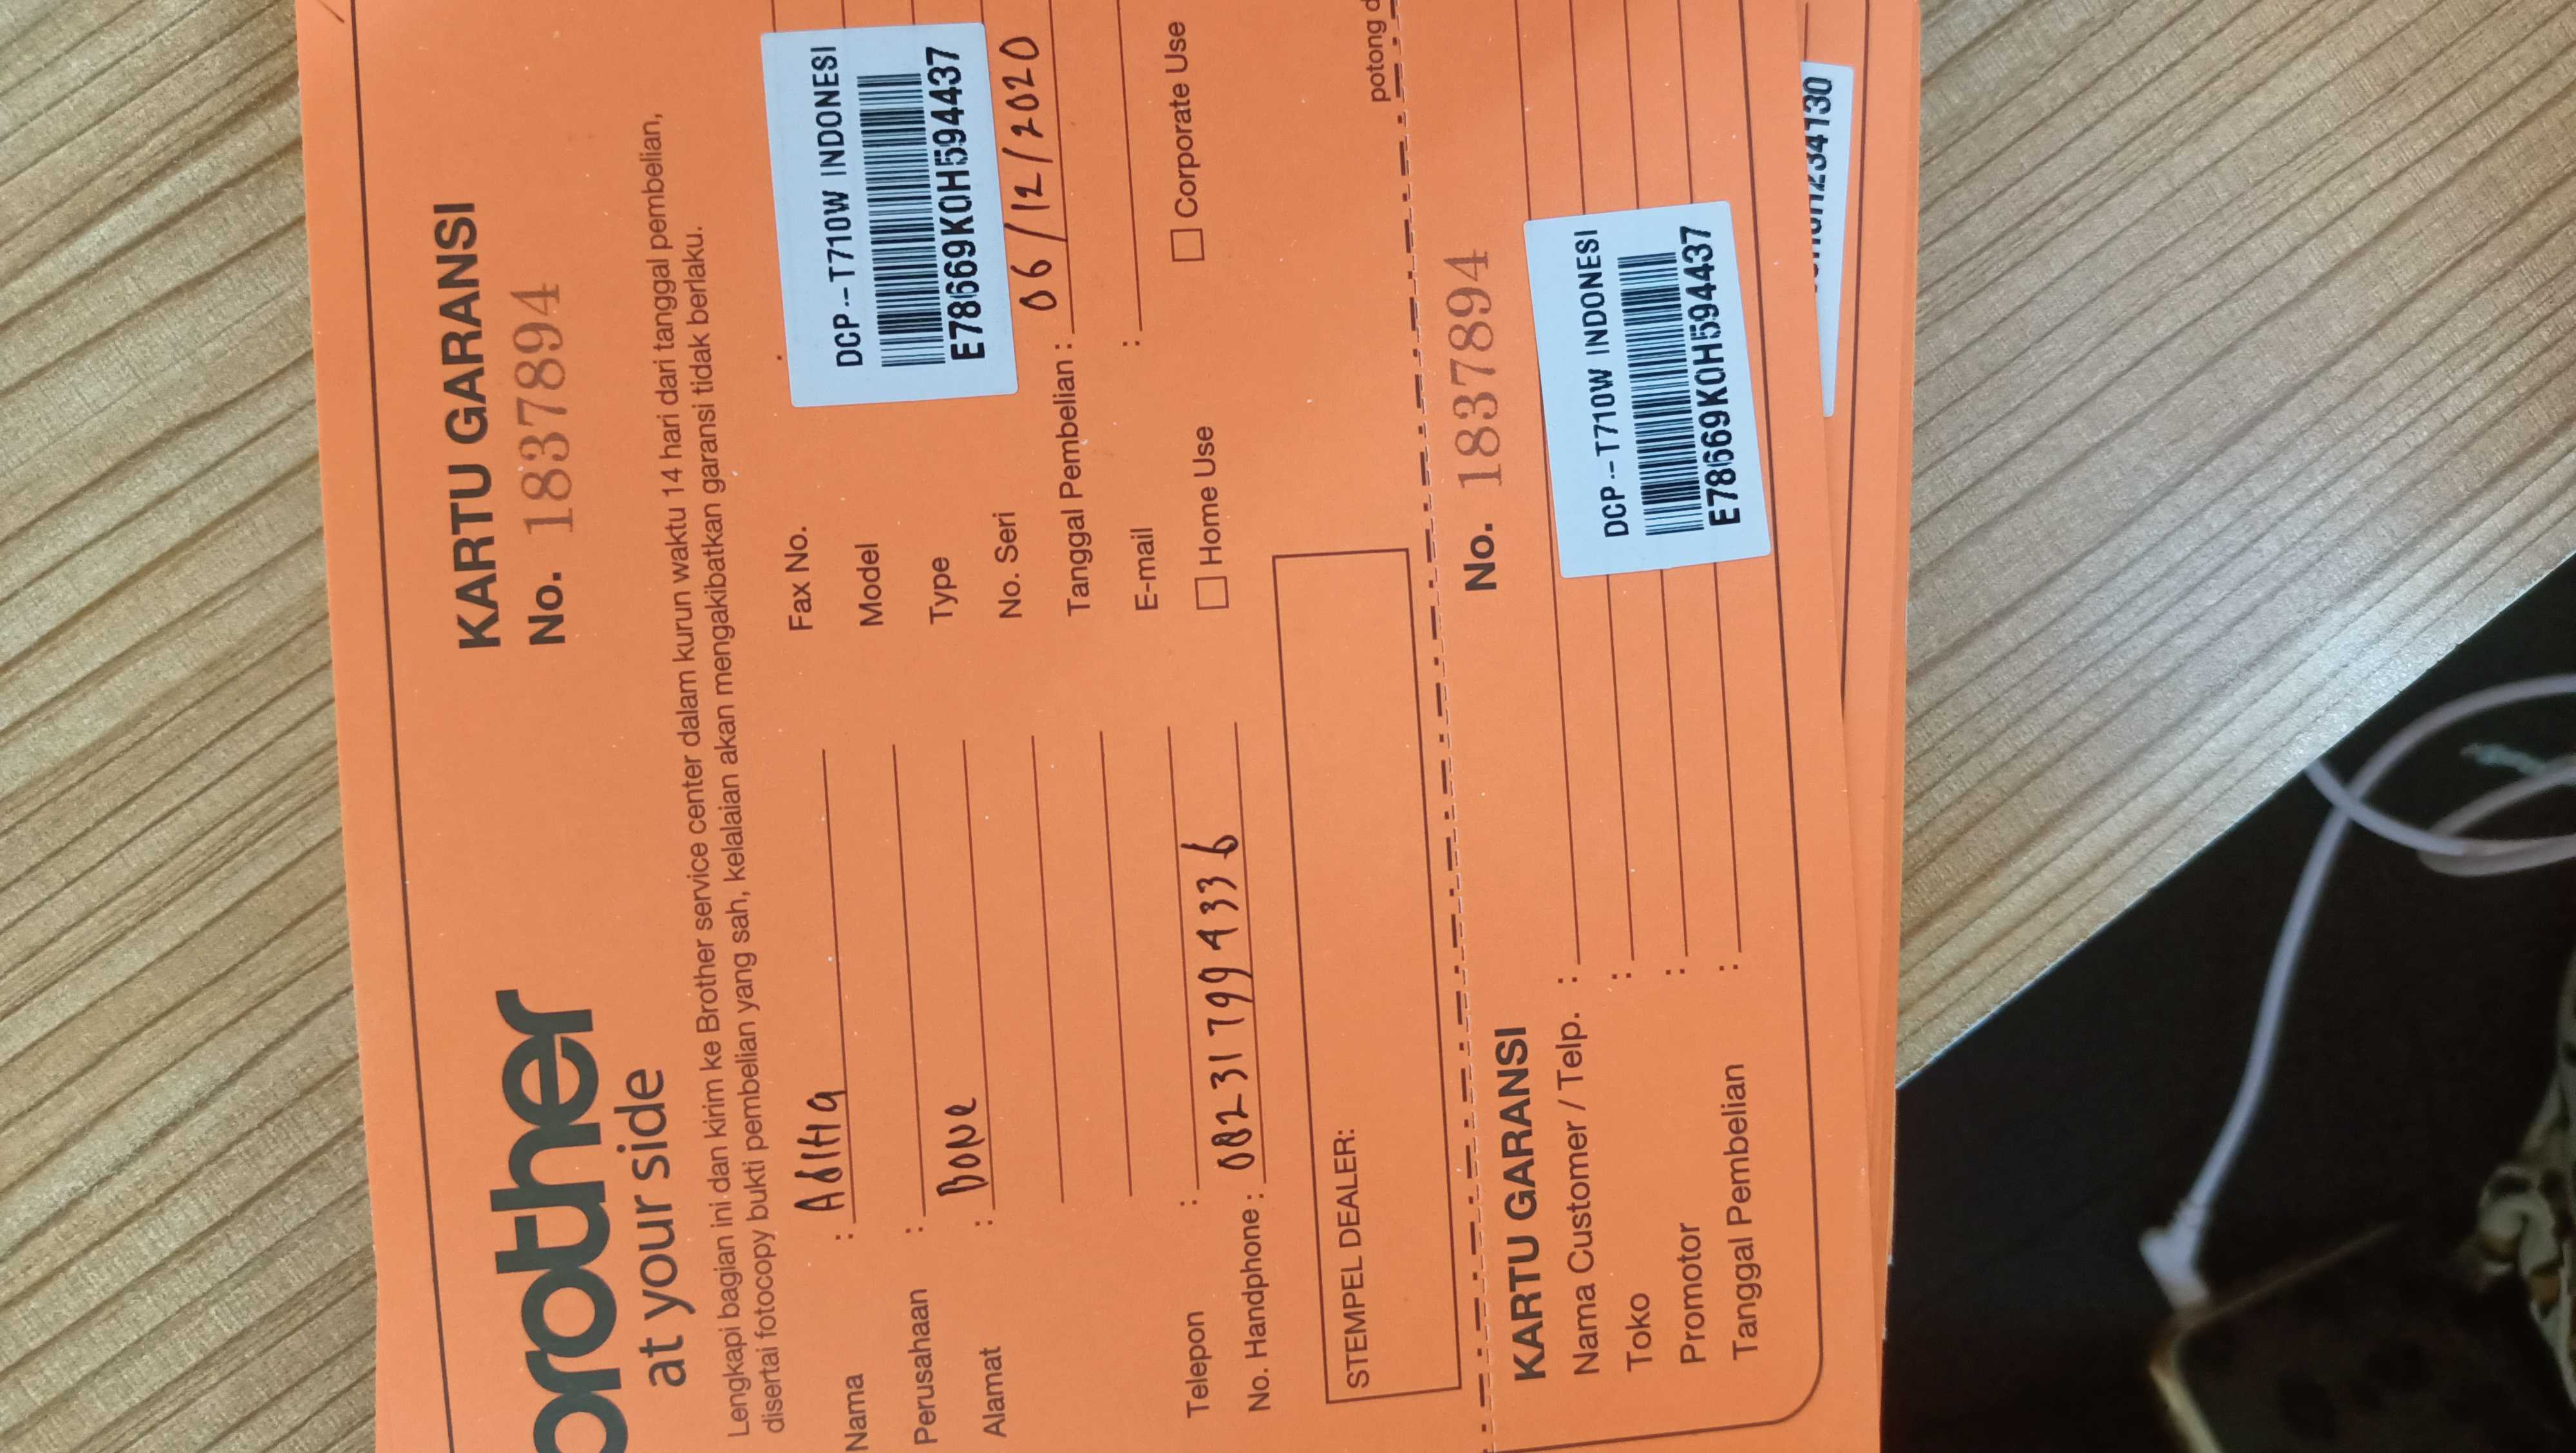 brother
at your side
KARTU GARANSI
No. 1837894
Lengkapi bagian ini dan kirim ke Brother service center dalam kurun waktu 14 hari dari tanggal pembelian,
disertai fotocopy bukti pembelian yang sah, kelalaian akan mengakibatkan garansi tidak berlaku.
Nama : Aditya
Perusahaan :
Alamat : Bone
Telepon :
No. Handphone : 082317994336
Fax No.
Model
Type
No. Seri
DCP--T710W INDONESI
E78669K0H594437
Tanggal Pembelian : 06/12/2020
E-mail :
Home Use
Corporate Use
STEMPEL DEALER:
potong d
KARTU GARANSI
No. 1837894
Nama Customer / Telp. :
Toko :
Promotor :
Tanggal Pembelian :
DCP--T710W INDONESI
E78669K0H594437